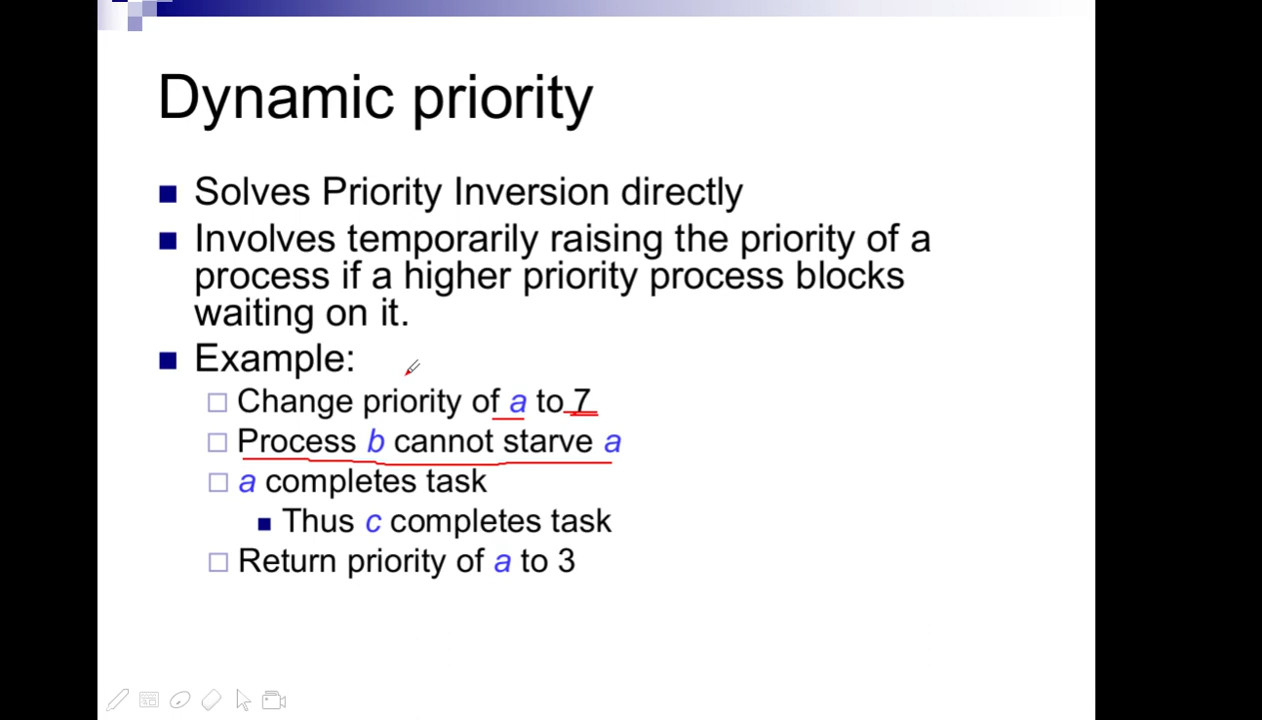 Dynamic priority
Solves Priority Inversion directly
Involves temporarily raising the priority of a
process if a higher priority process blocks
waiting on it.
Example:
Change priority of a to 7
Process b cannot starve a
a completes task
Thus c completes task
Return priority of a to 3